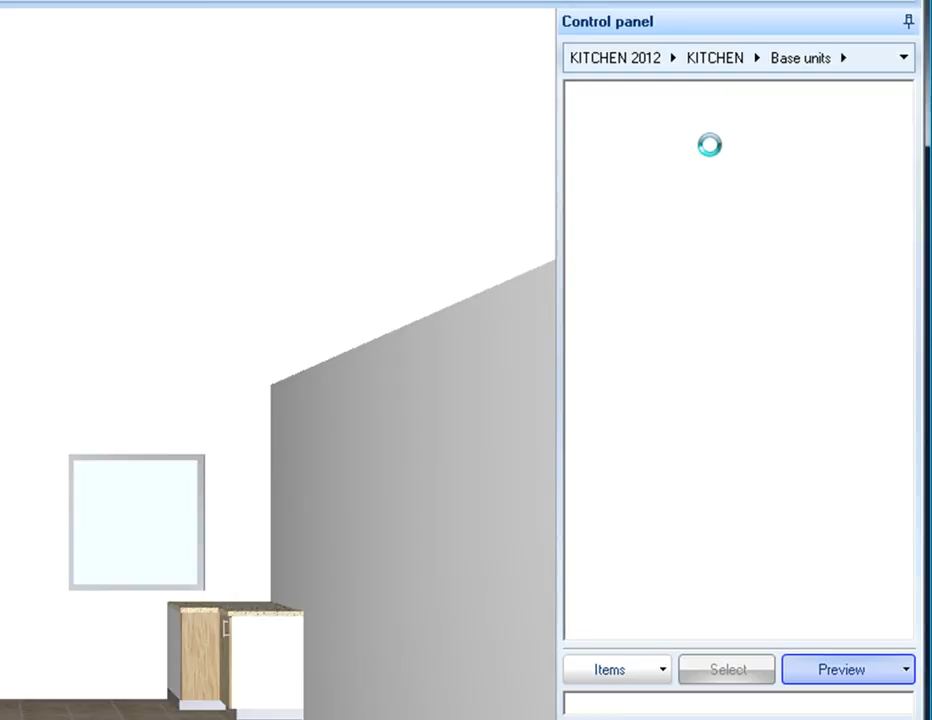 Control panel
KITCHEN 2012 KITCHEN Base units
Items Select Preview